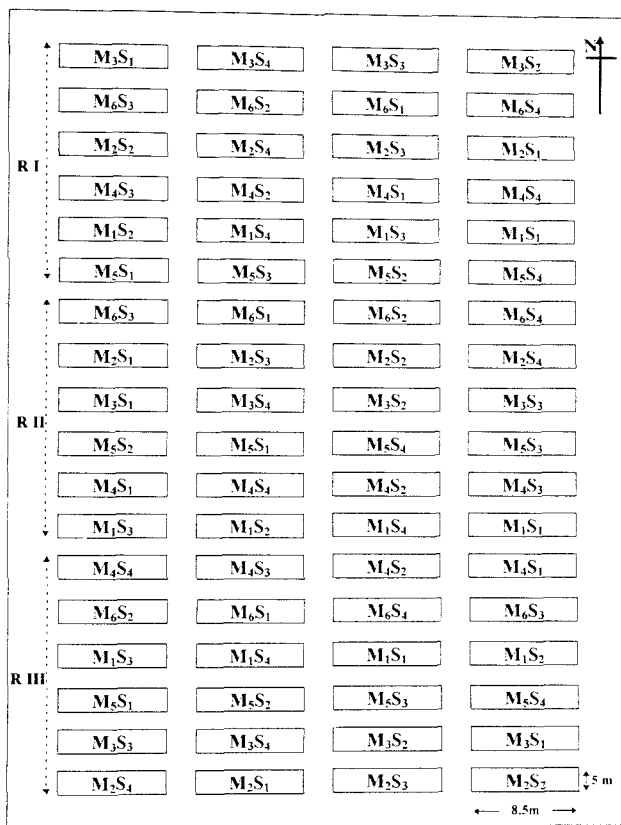 N
M₃S₁ M₃S₄ M₃S₃ M₃S₂
M₆S₃ M₆S₂ M₆S₁ M₆S₄
M₂S₂ M₂S₄ M₂S₃ M₂S₁
R I
M₄S₃ M₄S₂ M₄S₁ M₄S₄
M₁S₂ M₁S₄ M₁S₃ M₁S₁
M₅S₁ M₅S₃ M₅S₂ M₅S₄
M₆S₃ M₆S₁ M₆S₂ M₆S₄
M₂S₁ M₂S₃ M₂S₂ M₂S₄
M₃S₁ M₃S₄ M₃S₂ M₃S₃
R II
M₅S₂ M₅S₁ M₅S₄ M₅S₃
M₄S₁ M₄S₄ M₄S₂ M₄S₃
M₁S₃ M₁S₂ M₁S₄ M₁S₁
M₄S₄ M₄S₃ M₄S₂ M₄S₁
M₆S₂ M₆S₁ M₆S₄ M₆S₃
M₁S₃ M₁S₄ M₁S₁ M₁S₂
R III
M₅S₁ M₅S₂ M₅S₃ M₅S₄
M₃S₃ M₃S₄ M₃S₂ M₃S₁
M₂S₄ M₂S₁ M₂S₃ M₂S₂ 5 m
8.5m